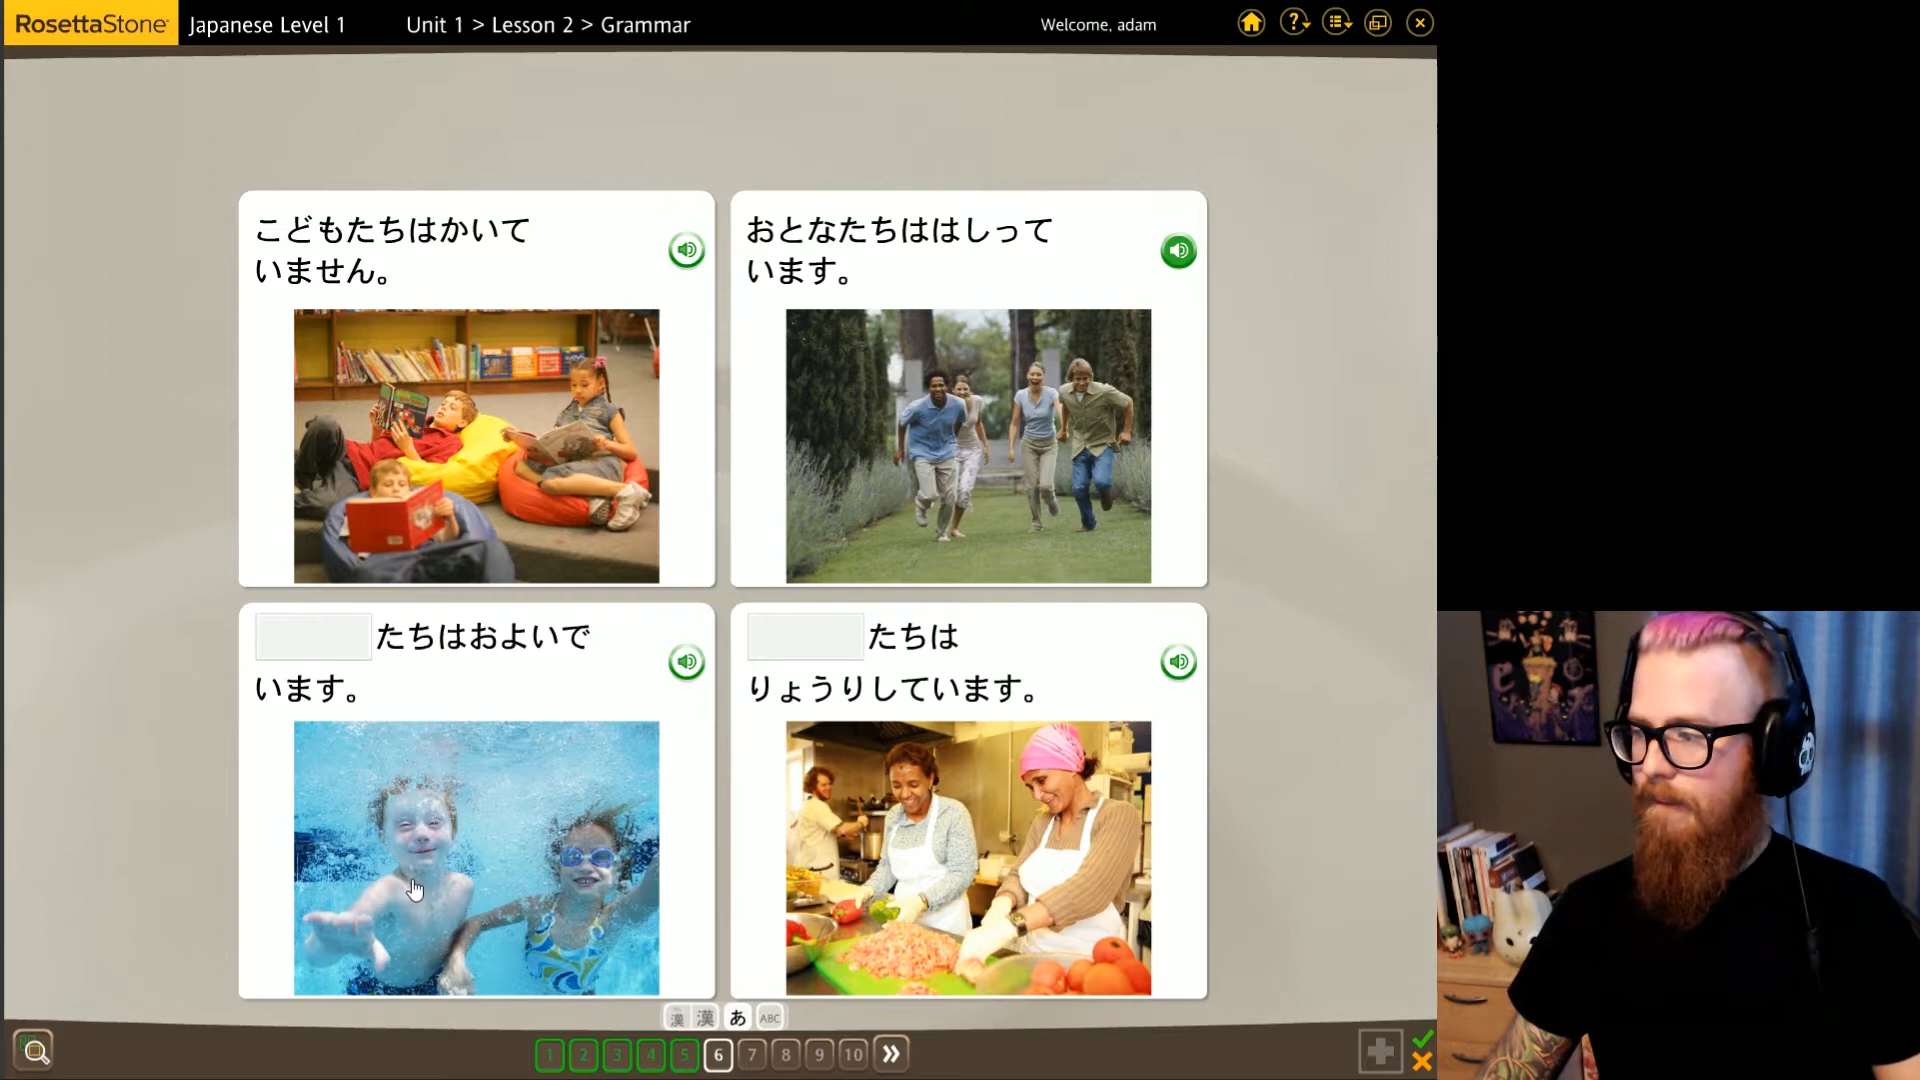 RosettaStone
Japanese Level 1
Unit 1 > Lesson 2 > Grammar
Welcome, adam
こどもたちはかいて
いません。
おとなたちははしって
います。
たちはおよいで
います。
たちは
りょうりしています。
漢 漢 あ ABC
1 2 3 4 5 6 7 8 9 10